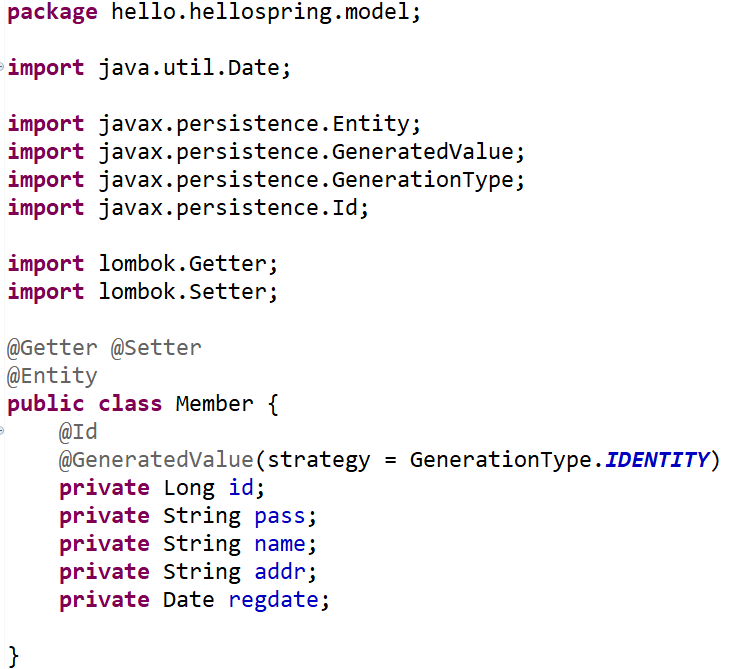 package hello.hellospring.model;
import java.util.Date;
import javax.persistence.Entity;
import javax.persistence.GeneratedValue;
import javax.persistence.GenerationType;
import javax.persistence.Id;
import lombok.Getter;
import lombok.Setter;
@Getter @Setter
@Entity
public class Member {
    @Id
    @GeneratedValue(strategy = GenerationType.IDENTITY)
    private Long id;
    private String pass;
    private String name;
    private String addr;
    private Date regdate;
}